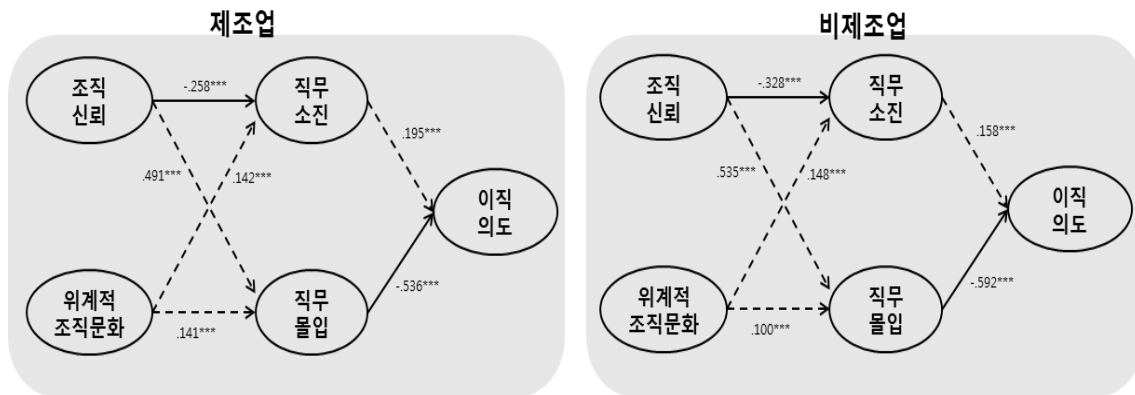 제조업
조직
신뢰
-.258***
직무
소진
.195***
.491***
.142***
이직
의도
위계적
조직문화
.141***
직무
몰입
-.536***
비제조업
조직
신뢰
-.328***
직무
소진
.158***
.535***
.148***
이직
의도
위계적
조직문화
.100***
직무
몰입
-.592***